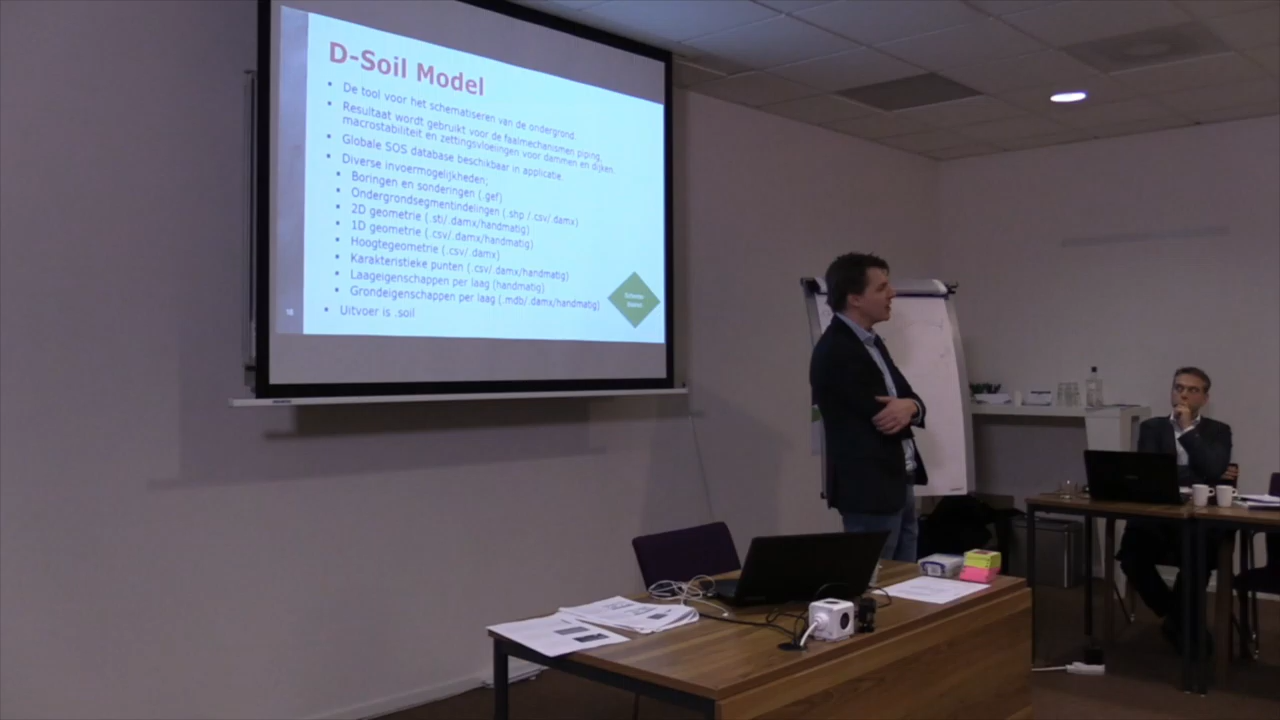 D-Soil Model
• De tool voor het schematiseren van de ondergrond.
• Resultaat wordt gebruikt voor de faalmechanismen piping,
macrostabiliteit en zettingsvloeiingen voor dammen en dijken.
• Globale SOS database beschikbaar in applicatie.
• Diverse invoermogelijkheden;
• Boringen en sonderingen (.gef)
• Ondergrondsegmentindelingen (.shp /.csv/.damx)
• 2D geometrie (.sti/.damx/handmatig)
• 1D geometrie (.csv/.damx/handmatig)
• Hoogtegeometrie (.csv/.damx)
• Karakteristieke punten (.csv/.damx/handmatig)
• Laageigenschappen per laag (handmatig)
• Grondeigenschappen per laag (.mdb/.damx/handmatig)
• Uitvoer is .soil